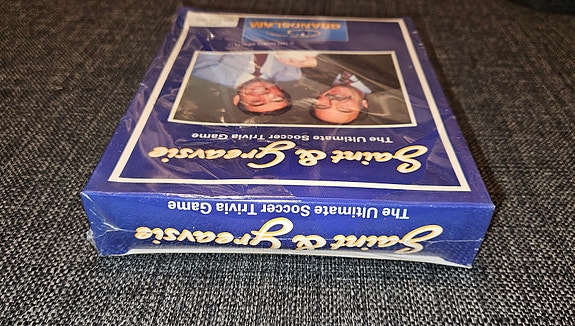 Saint & Greavsie
The Ultimate Soccer Trivia Game
Saint & Greavsie
The Ultimate Soccer Trivia Game
GRANDSLAM